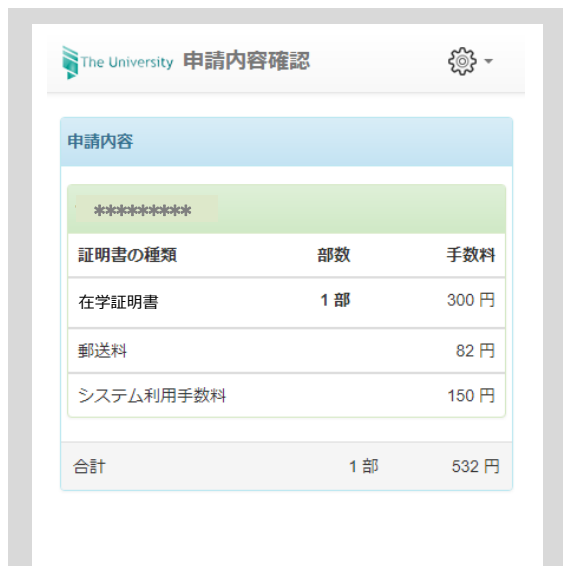 The University 申請内容確認
申請内容
**********
証明書の種類 部数 手数料
在学証明書 1 部 300 円
郵送料 82 円
システム利用手数料 150 円
合計 1 部 532 円